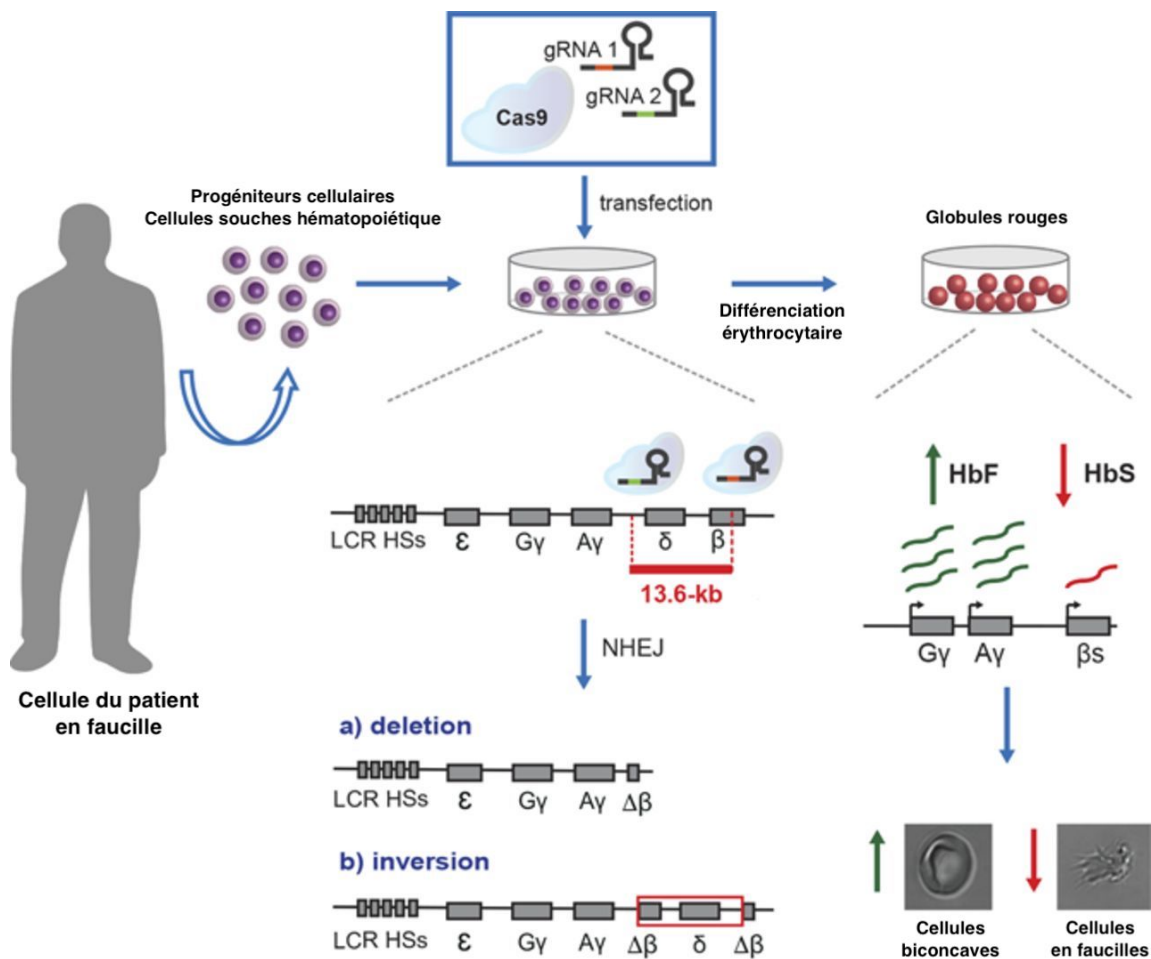 gRNA 1
gRNA 2
Cas9
transfection
Progéniteurs cellulaires
Cellules souches hématopoiétique
Globules rouges
Différenciation
érythrocytaire
Cellule du patient
en faucille
LCR HSs ε Gγ Aγ δ β
13.6-kb
NHEJ
a) deletion
LCR HSs ε Gγ Aγ Δβ
b) inversion
LCR HSs ε Gγ Aγ Δβ δ Δβ
HbF
HbS
Gγ Aγ βs
Cellules
biconcaves
Cellules
en faucilles